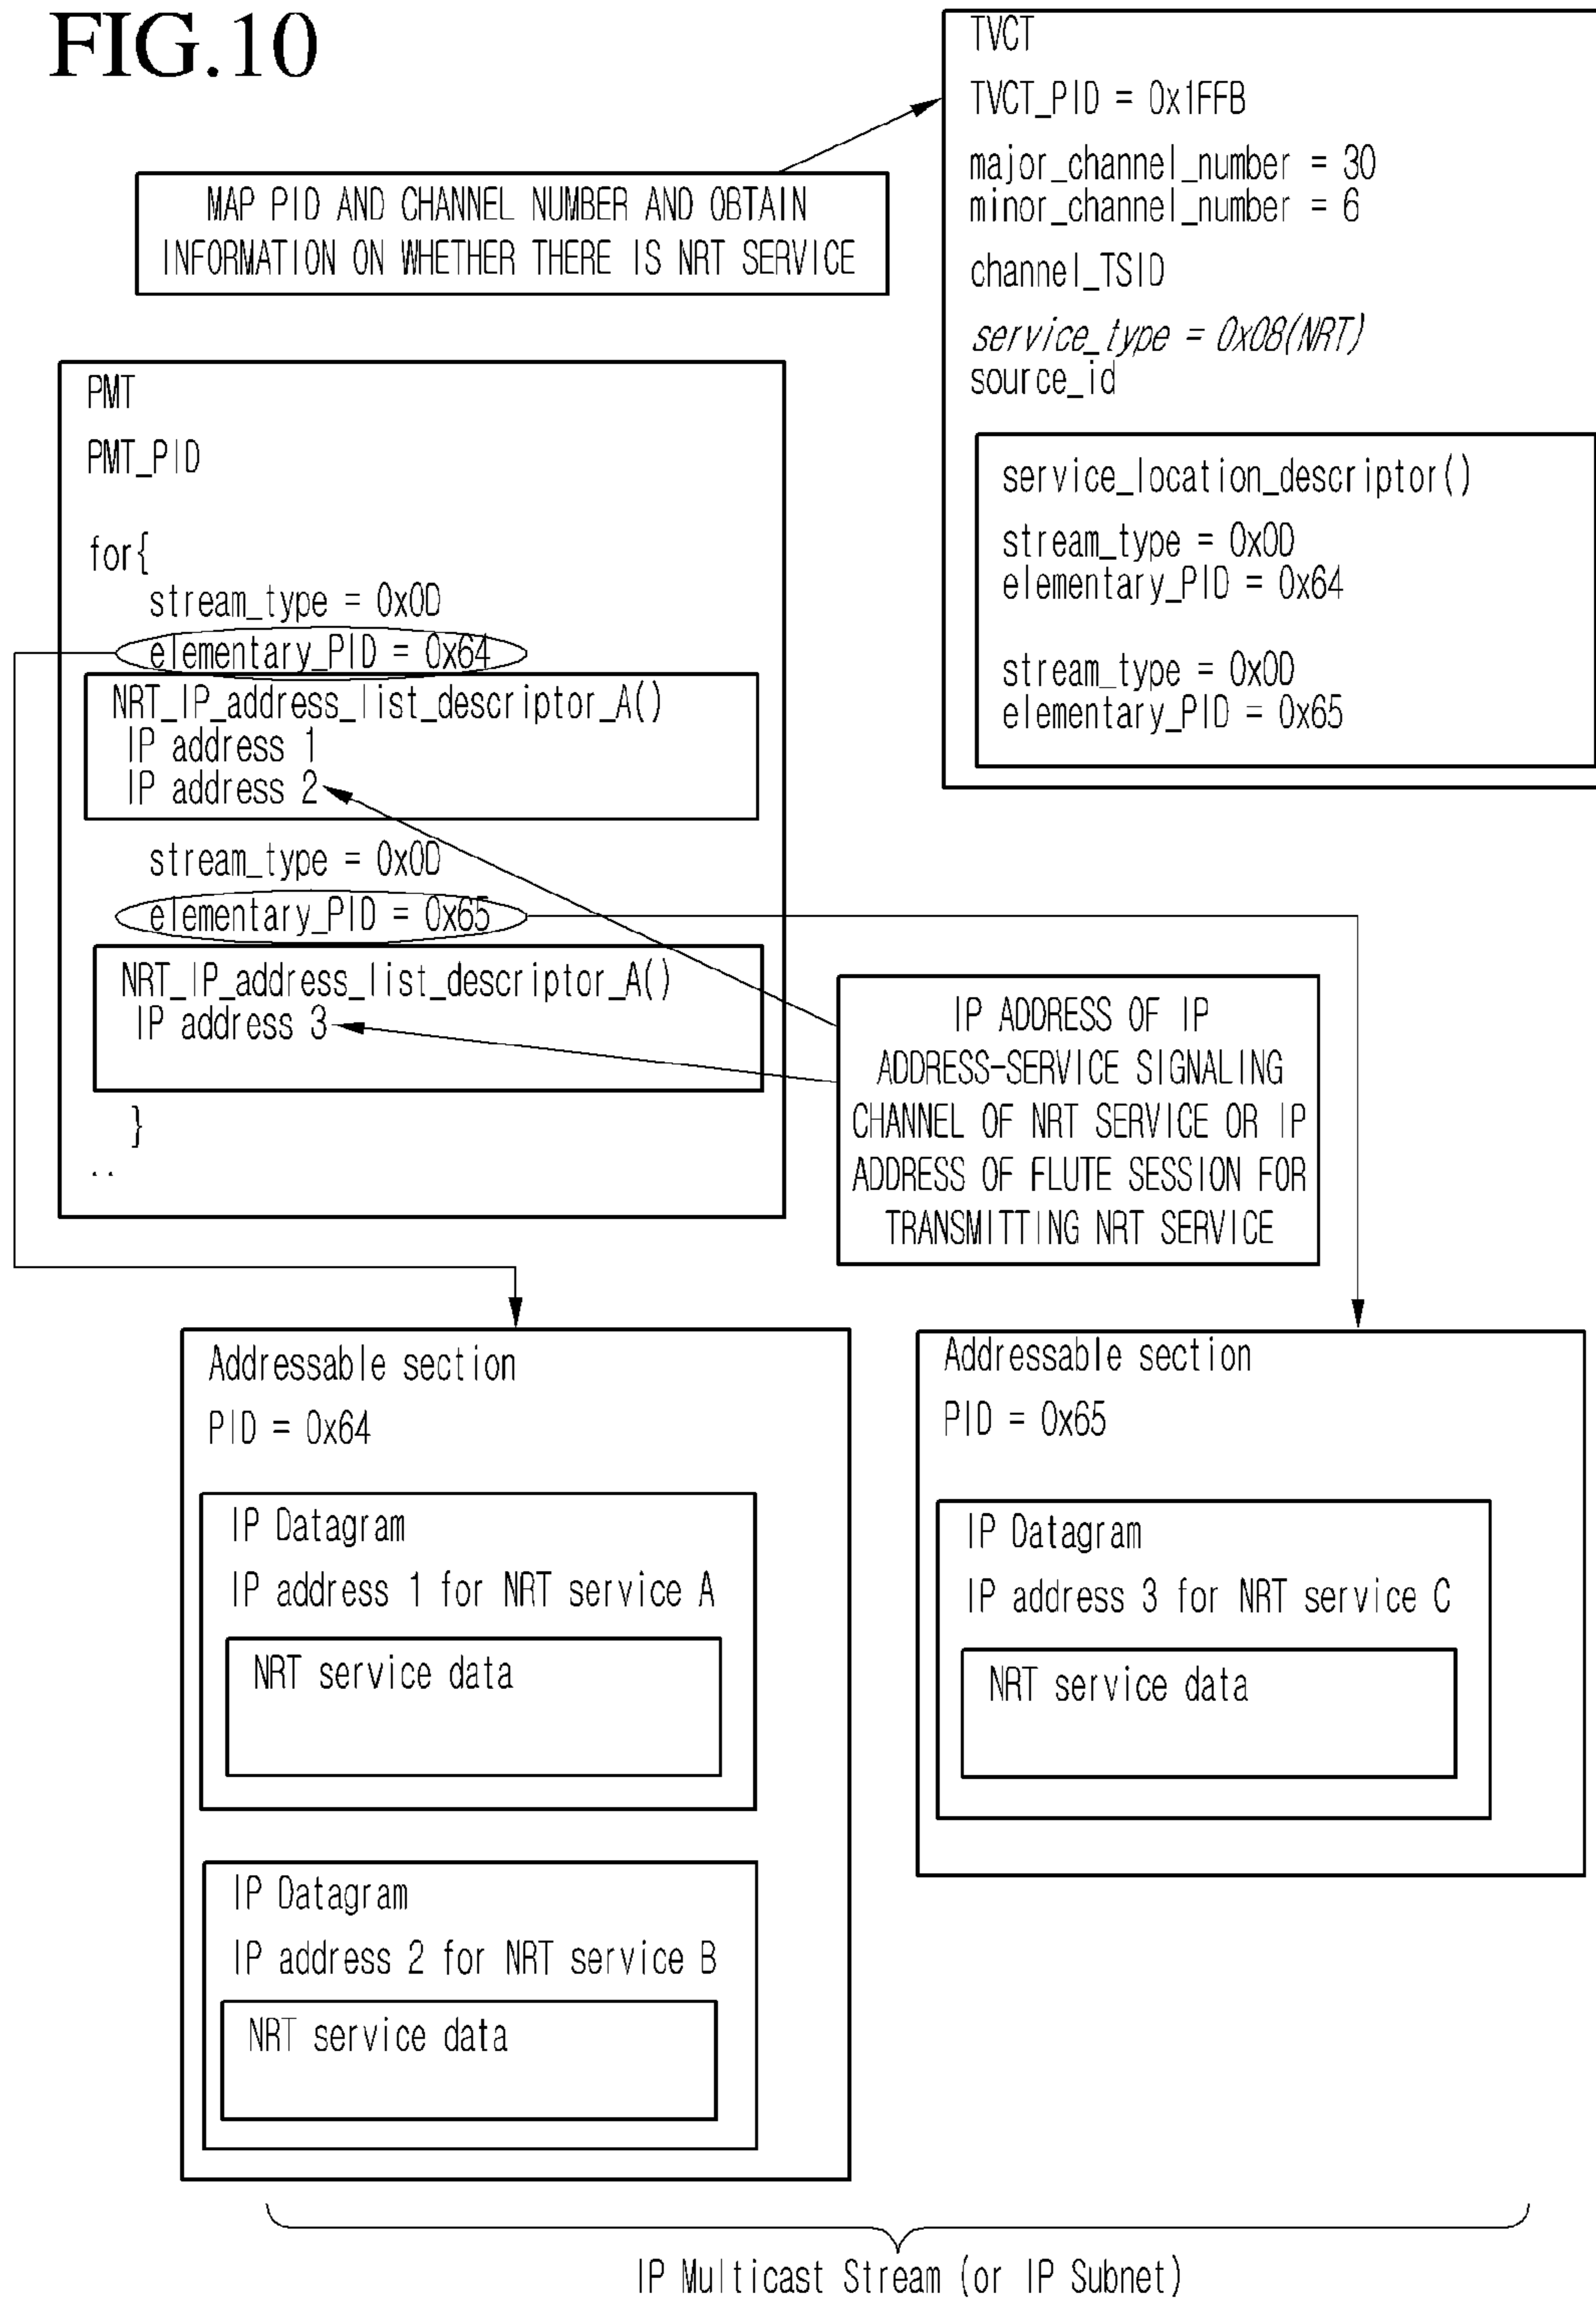 FIG.10
TVCT
TVCT_PID = 0x1FFB
major_channel_number = 30
minor_channel_number = 6
channel_TSID
service_type = 0x08(NRT)
source_id
service_location_descriptor()
stream_type = 0x0D
elementary_PID = 0x64
stream_type = 0x0D
elementary_PID = 0x65
MAP PID AND CHANNEL NUMBER AND OBTAIN
INFORMATION ON WHETHER THERE IS NRT SERVICE
PMT
PMT_PID
for{
stream_type = 0x0D
elementary_PID = 0x64
NRT_IP_address_list_descriptor_A()
IP address 1
IP address 2
stream_type = 0x0D
elementary_PID = 0x65
NRT_IP_address_list_descriptor_A()
IP address 3
}
..
IP ADDRESS OF IP
ADDRESS-SERVICE SIGNALING
CHANNEL OF NRT SERVICE OR IP
ADDRESS OF FLUTE SESSION FOR
TRANSMITTING NRT SERVICE
Addressable section
PID = 0x64
IP Datagram
IP address 1 for NRT service A
NRT service data
IP Datagram
IP address 2 for NRT service B
NRT service data
Addressable section
PID = 0x65
IP Datagram
IP address 3 for NRT service C
NRT service data
IP Multicast Stream (or IP Subnet)